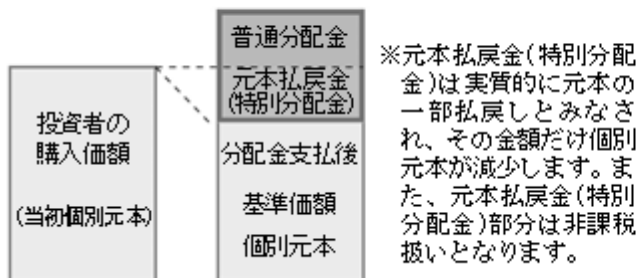 投資者の
購入価額
(当初個別元本)
普通分配金
元本払戻金
(特別分配金)
分配金支払後
基準価額
個別元本
※元本払戻金(特別分配
金)は実質的に元本の
一部払戻しとみなさ
れ、その金額だけ個別
元本が減少します。ま
た、元本払戻金(特別
分配金)部分は非課税
扱いとなります。